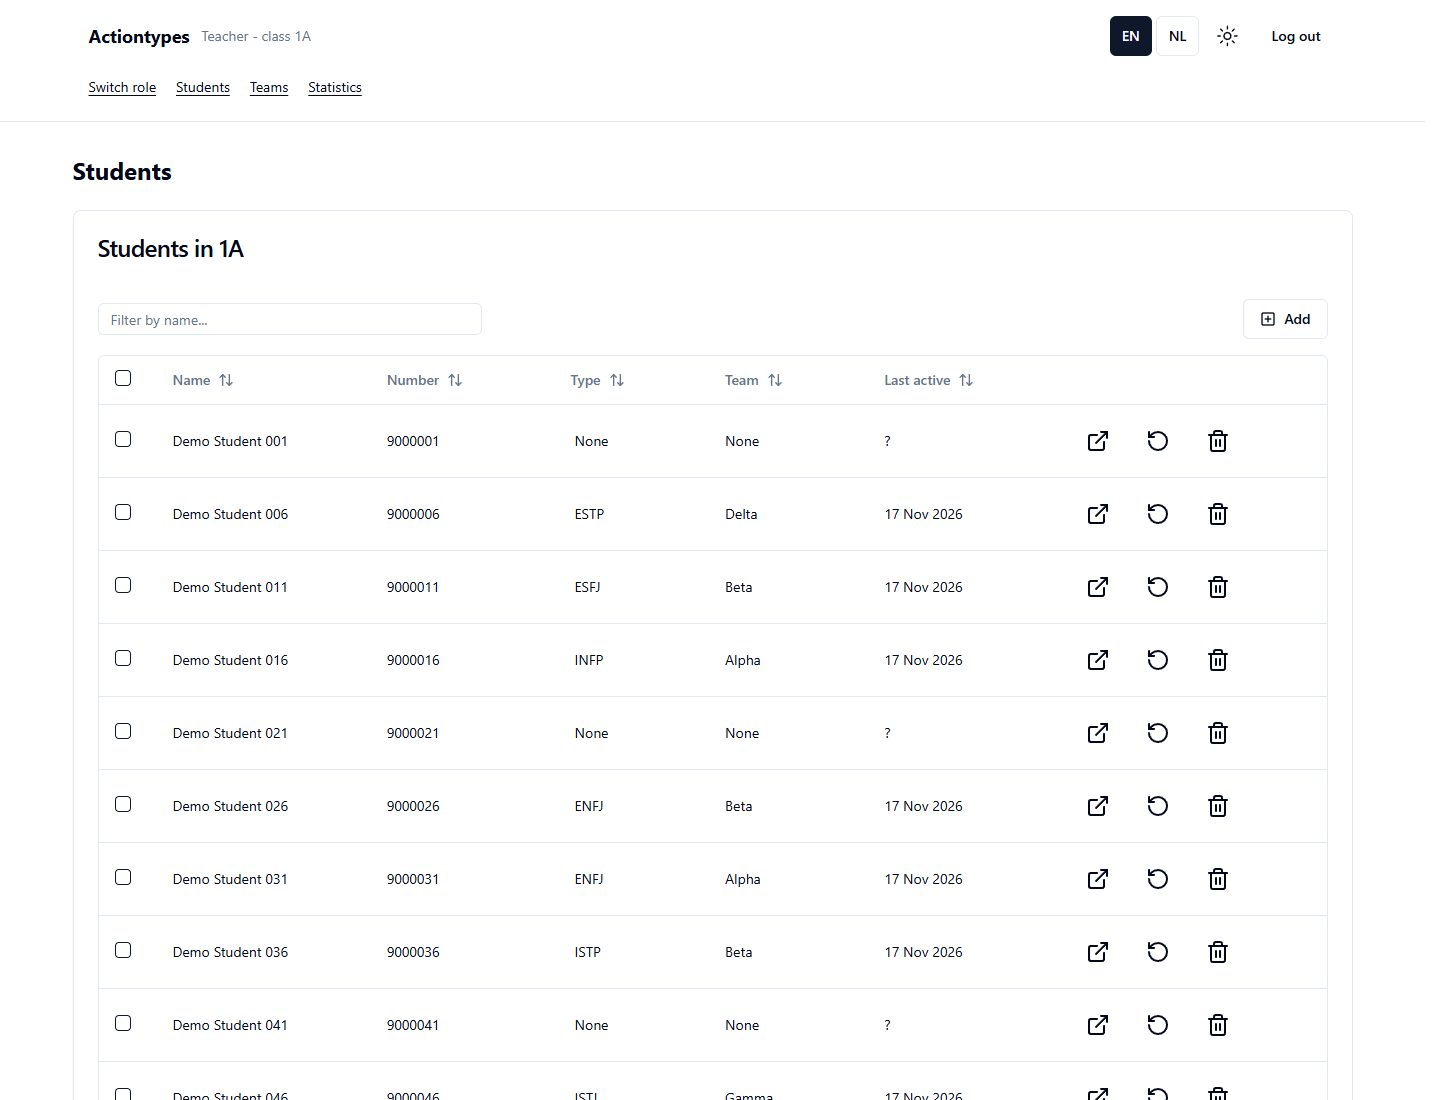 Actiontypes Teacher - class 1A EN NL Log out
Switch role Students Teams Statistics
Students
Students in 1A
Filter by name... Add
Name Number Type Team Last active
Demo Student 001 9000001 None None ?
Demo Student 006 9000006 ESTP Delta 17 Nov 2026
Demo Student 011 9000011 ESFJ Beta 17 Nov 2026
Demo Student 016 9000016 INFP Alpha 17 Nov 2026
Demo Student 021 9000021 None None ?
Demo Student 026 9000026 ENFJ Beta 17 Nov 2026
Demo Student 031 9000031 ENFJ Alpha 17 Nov 2026
Demo Student 036 9000036 ISTP Beta 17 Nov 2026
Demo Student 041 9000041 None None ?
Demo Student 046 9000046 Gamma 17 Nov 2026